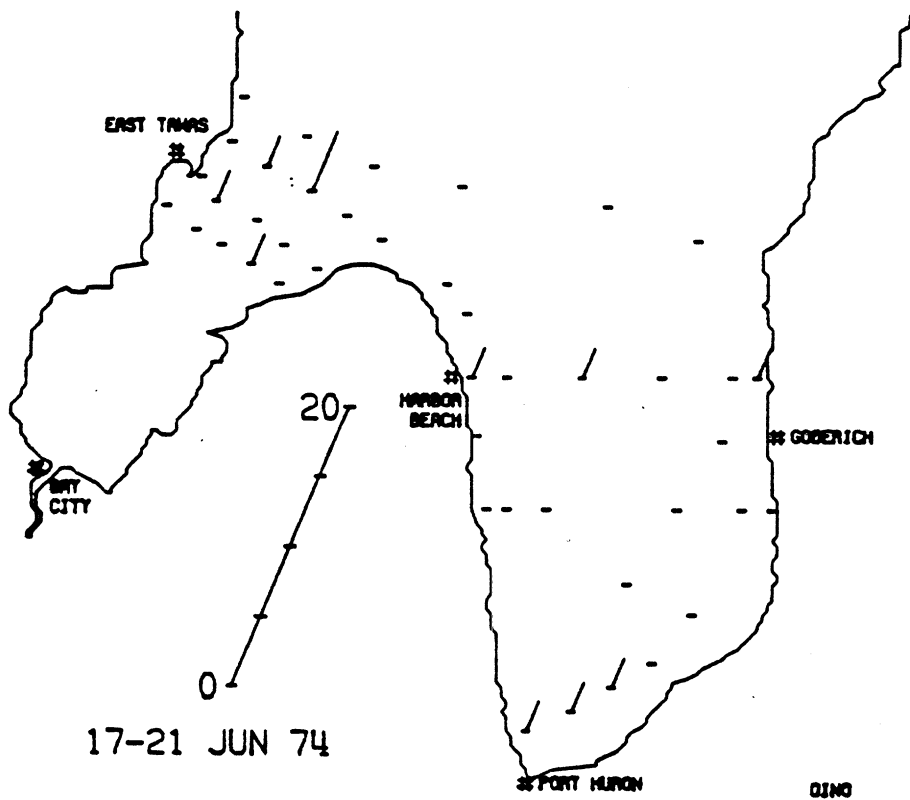 EAST TAWAS
HARBOR
BEACH
20
GODERICH
BAY
CITY
0
17-21 JUN 74
PORT HURON
DINO